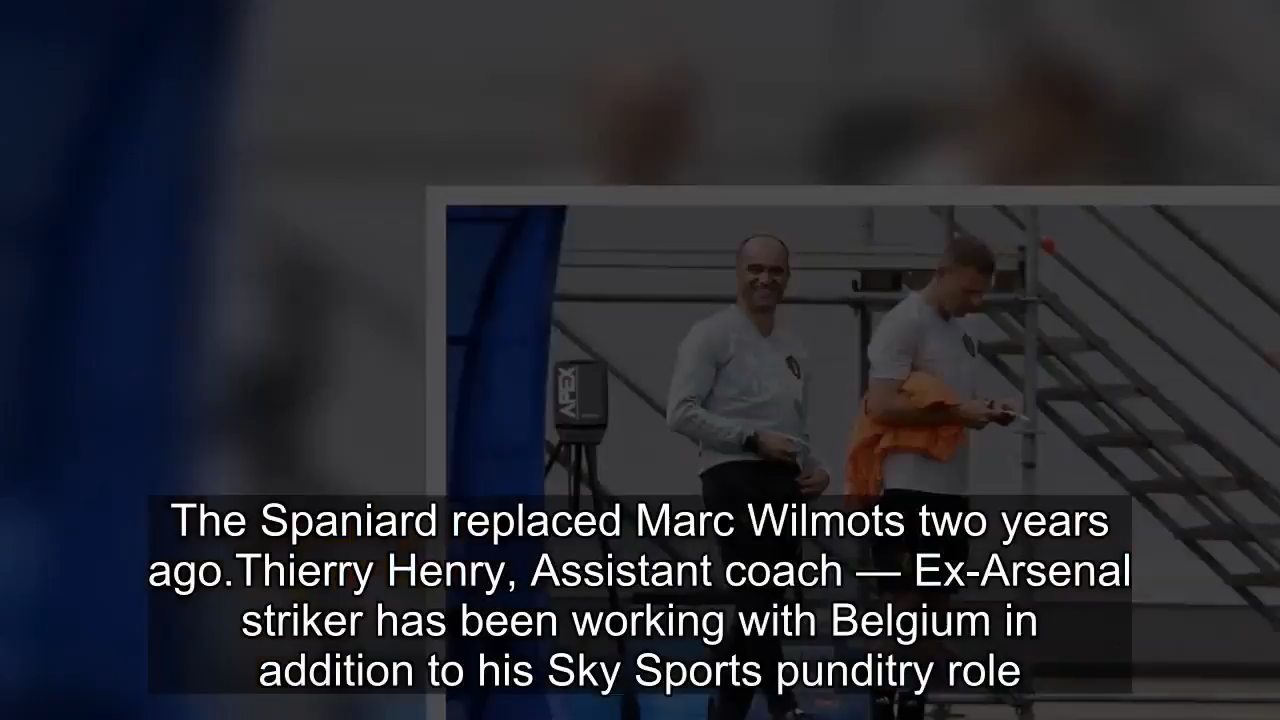 APEX
The Spaniard replaced Marc Wilmots two years
ago.Thierry Henry, Assistant coach — Ex-Arsenal
striker has been working with Belgium in
addition to his Sky Sports punditry role